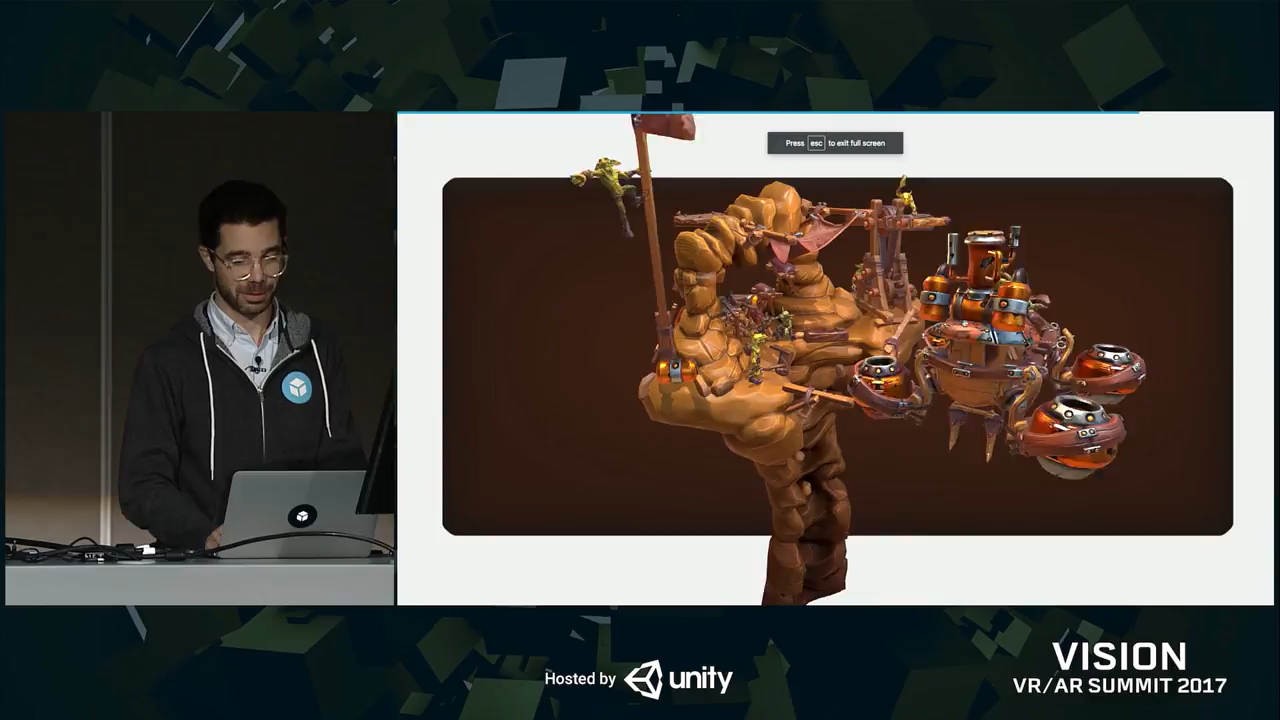 Press esc to exit full screen
Hosted by unity
VISION
VR/AR SUMMIT 2017